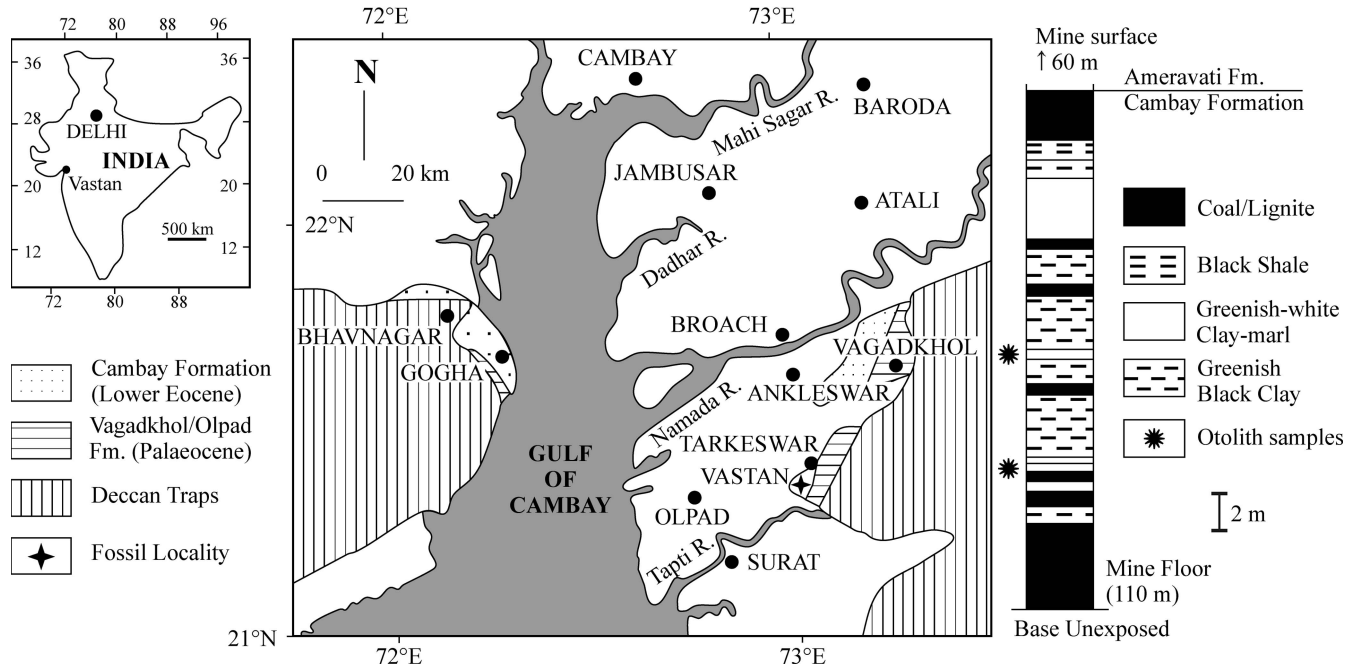 72
80
88
96
36
28
20
12
36
28
20
12
DELHI
INDIA
Vastan
500 km
72
80
88
Cambay Formation
(Lower Eocene)
Vagadkhol/Olpad
Fm. (Palaeocene)
Deccan Traps
Fossil Locality
72°E
73°E
N
0
20 km
22°N
CAMBAY
Mahi Sagar R.
BARODA
JAMBUSAR
ATALI
Dadhar R.
BHAVNAGAR
GOGHA
BROACH
VAGADKHOL
ANKLESWAR
Namada R.
TARKESWAR
VASTAN
GULF
OF
CAMBAY
OLPAD
Tapti R.
SURAT
21°N
72°E
73°E
Mine surface
↑ 60 m
Ameravati Fm.
Cambay Formation
Coal/Lignite
Black Shale
Greenish-white
Clay-marl
Greenish
Black Clay
Otolith samples
2 m
Mine Floor
(110 m)
Base Unexposed